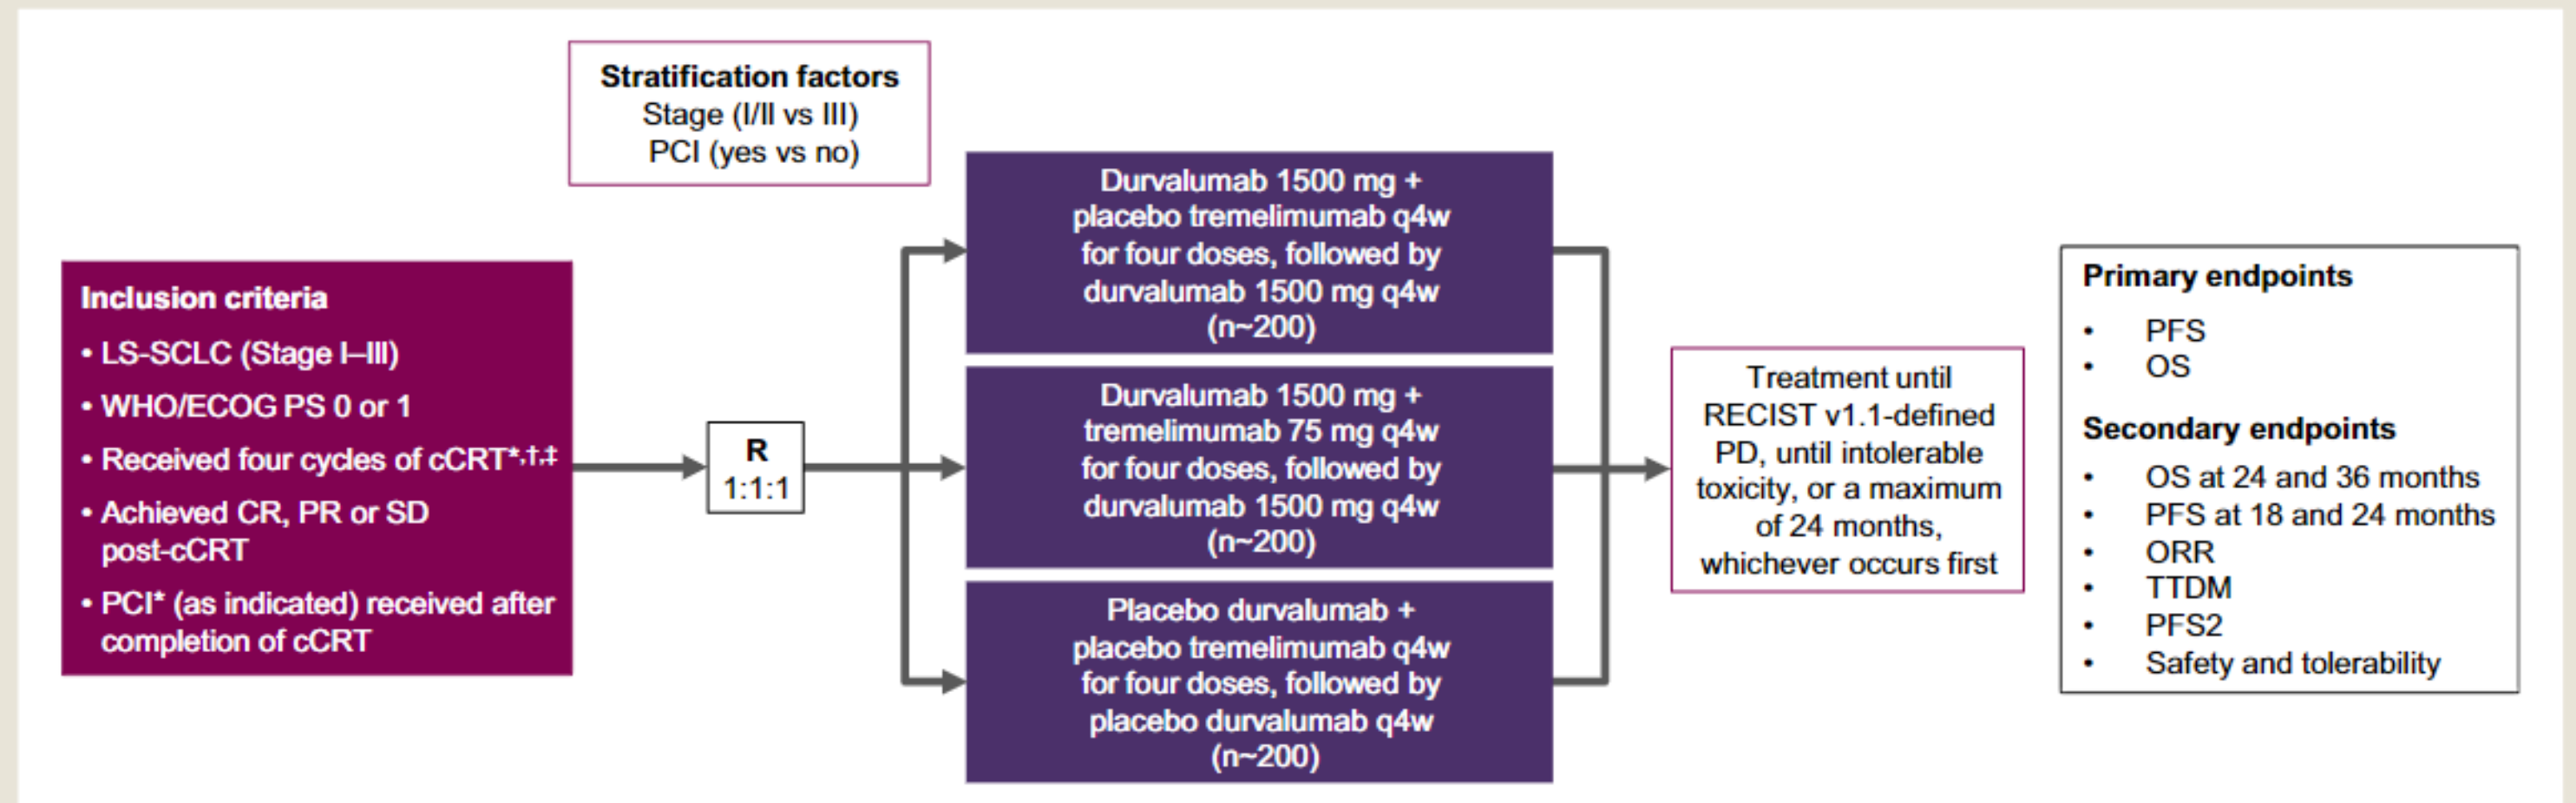 Stratification factors
Stage (I/II vs III)
PCI (yes vs no)
Inclusion criteria
• LS-SCLC (Stage I–III)
• WHO/ECOG PS 0 or 1
• Received four cycles of cCRT*,†,‡
• Achieved CR, PR or SD
post-cCRT
• PCI* (as indicated) received after
completion of cCRT
R
1:1:1
Durvalumab 1500 mg +
placebo tremelimumab q4w
for four doses, followed by
durvalumab 1500 mg q4w
(n~200)
Durvalumab 1500 mg +
tremelimumab 75 mg q4w
for four doses, followed by
durvalumab 1500 mg q4w
(n~200)
Placebo durvalumab +
placebo tremelimumab q4w
for four doses, followed by
placebo durvalumab q4w
(n~200)
Treatment until
RECIST v1.1-defined
PD, until intolerable
toxicity, or a maximum
of 24 months,
whichever occurs first
Primary endpoints
• PFS
• OS
Secondary endpoints
• OS at 24 and 36 months
• PFS at 18 and 24 months
• ORR
• TTDM
• PFS2
• Safety and tolerability